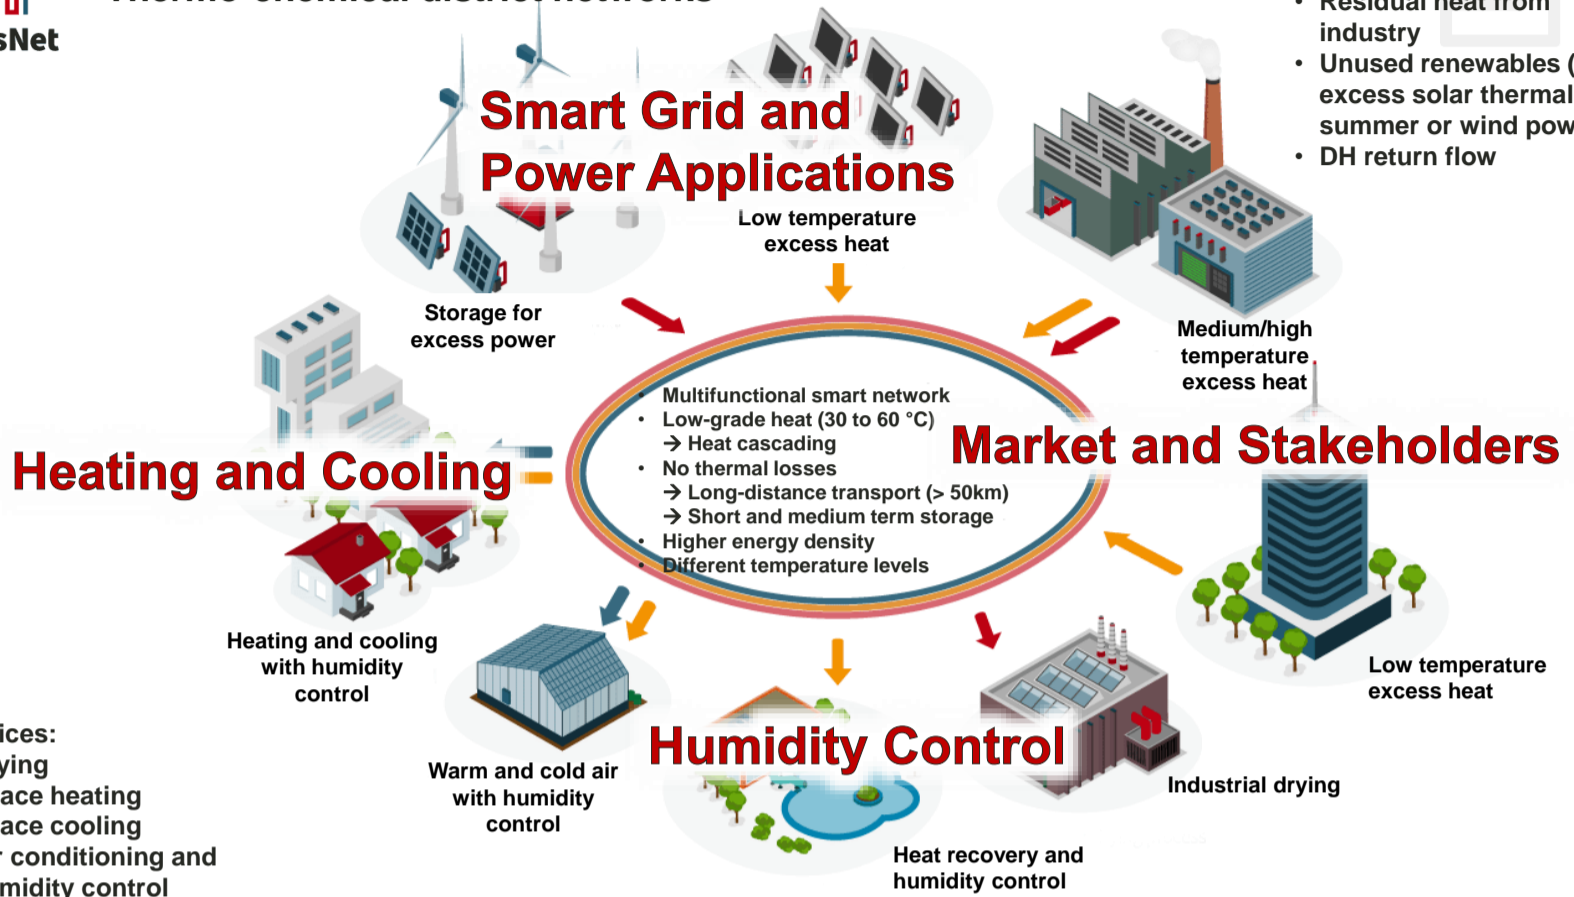 Thermo-chemical district networks
sNet
Residual heat from
industry
• Unused renewables (
excess solar thermal
summer or wind pow
• DH return flow
Smart Grid and
Power Applications
Low temperature
excess heat
Storage for
excess power
Medium/high
temperature
excess heat
• Multifunctional smart network
• Low-grade heat (30 to 60 °C)
→ Heat cascading
• No thermal losses
→ Long-distance transport (> 50km)
→ Short and medium term storage
• Higher energy density
• Different temperature levels
Heating and Cooling
Market and Stakeholders
Heating and cooling
with humidity
control
Low temperature
excess heat
Humidity Control
Warm and cold air
with humidity
control
Industrial drying
Heat recovery and
humidity control
ices:
ying
ace heating
ace cooling
r conditioning and
midity control